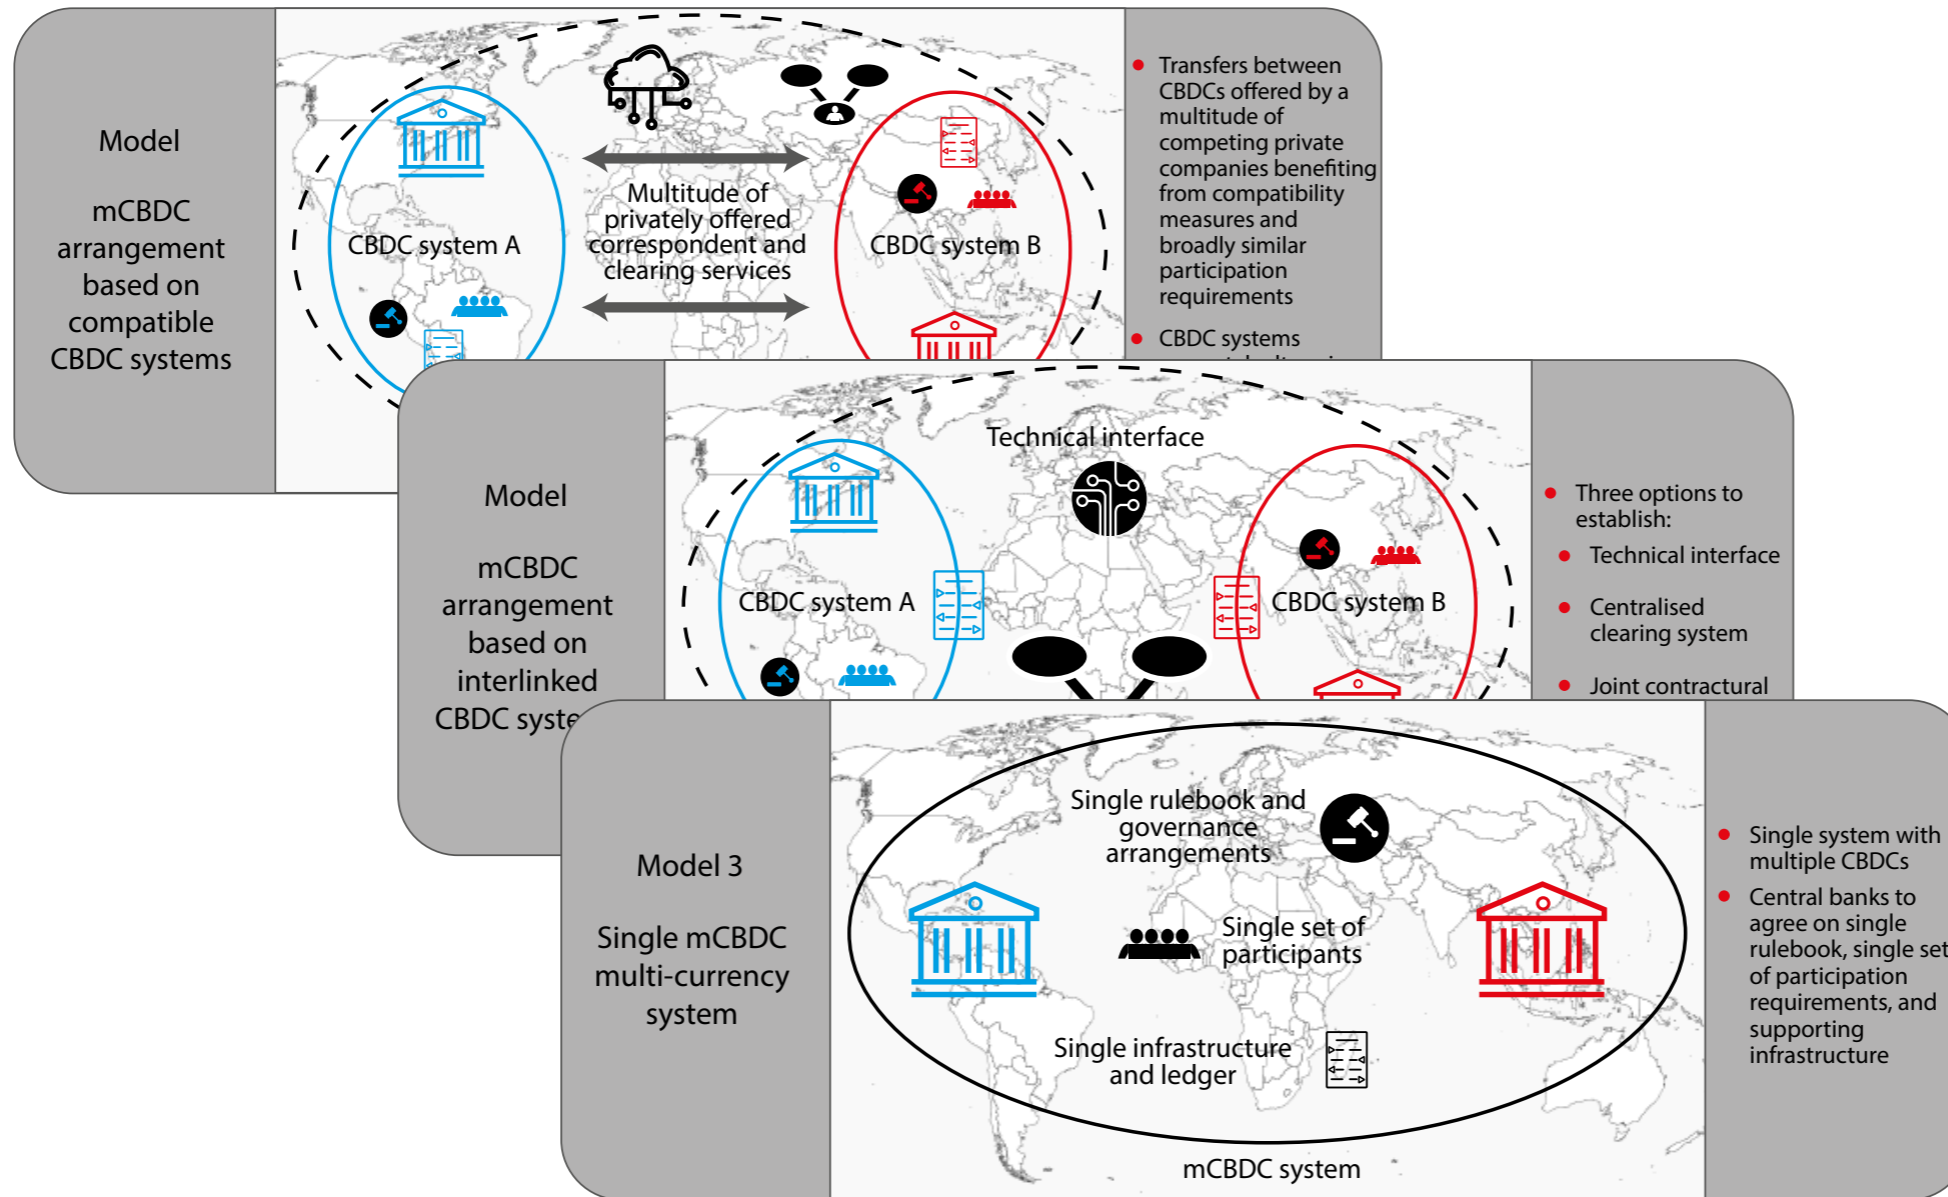 Model
mCBDC
arrangement
based on
compatible
CBDC systems
CBDC system A
Multitude of
privately offered
correspondent and
clearing services
CBDC system B
Transfers between
CBDCs offered by a
multitude of
competing private
companies benefiting
from compatibility
measures and
broadly similar
participation
requirements
CBDC systems
Model
mCBDC
arrangement
based on
interlinked
CBDC
Technical interface
CBDC system A
CBDC system B
Three options to
establish:
Technical interface
Centralised
clearing system
Joint contractural
Model 3
Single mCBDC
multi-currency
system
Single rulebook and
governance
arrangements
Single set of
participants
Single infrastructure
and ledger
mCBDC system
Single system with
multiple CBDCs
Central banks to
agree on single
rulebook, single set
of participation
requirements, and
supporting
infrastructure